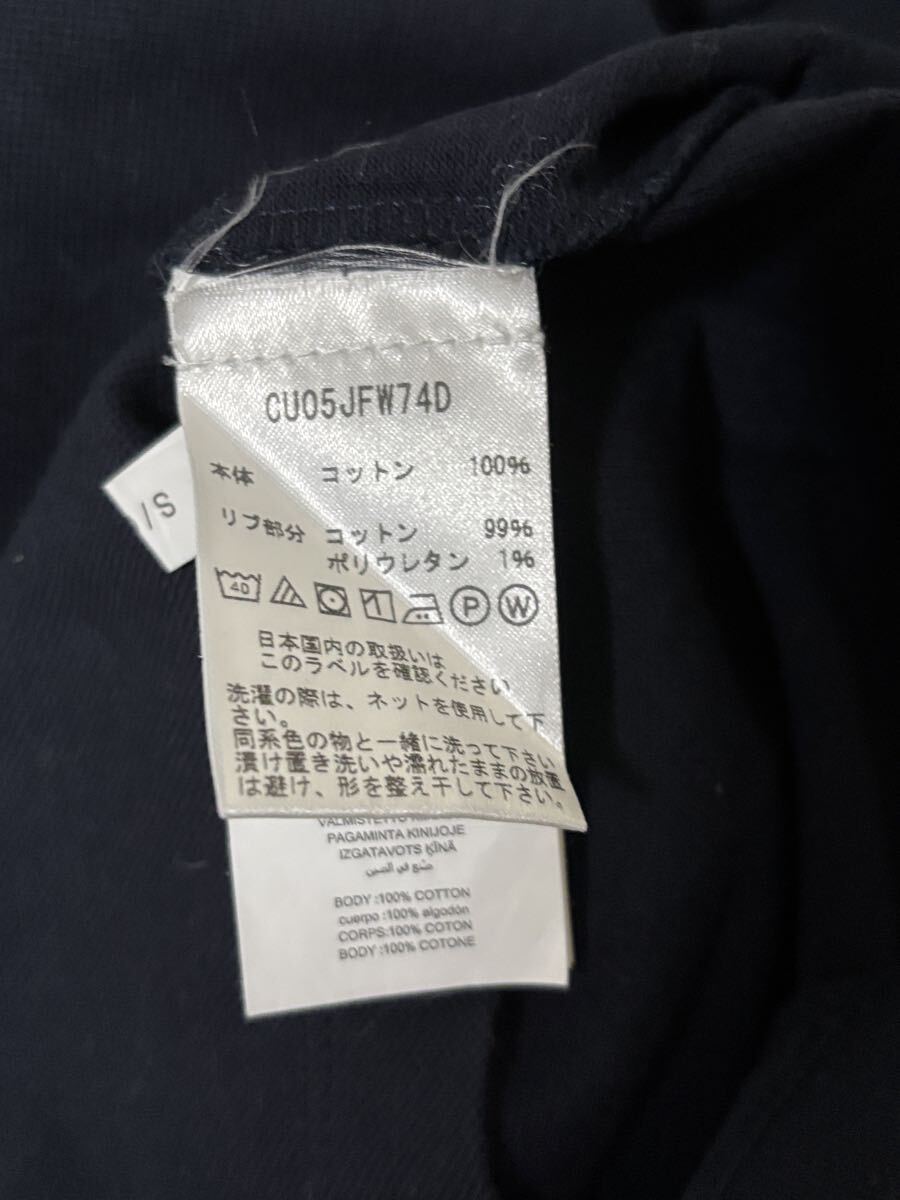 CU05JFW74D
本体 コットン 100%
リブ部分 コットン 99%
ポリウレタン 1%
/S
40
P W
日本国内の取扱いは
このラベルを確認ください
洗濯の際は、ネットを使用して下
さい。
同系色の物と一緒に洗って下さい
漬け置き洗いや濡れたままの放置
は避け、形を整え干して下さい。
PAGAMINTA KINIJOJE
IZGATAVOTS ĶĪNĀ
صنع في الصين
BODY :100% COTTON
cuerpo :100% algodón
CORPS:100% COTON
BODY :100% COTONE